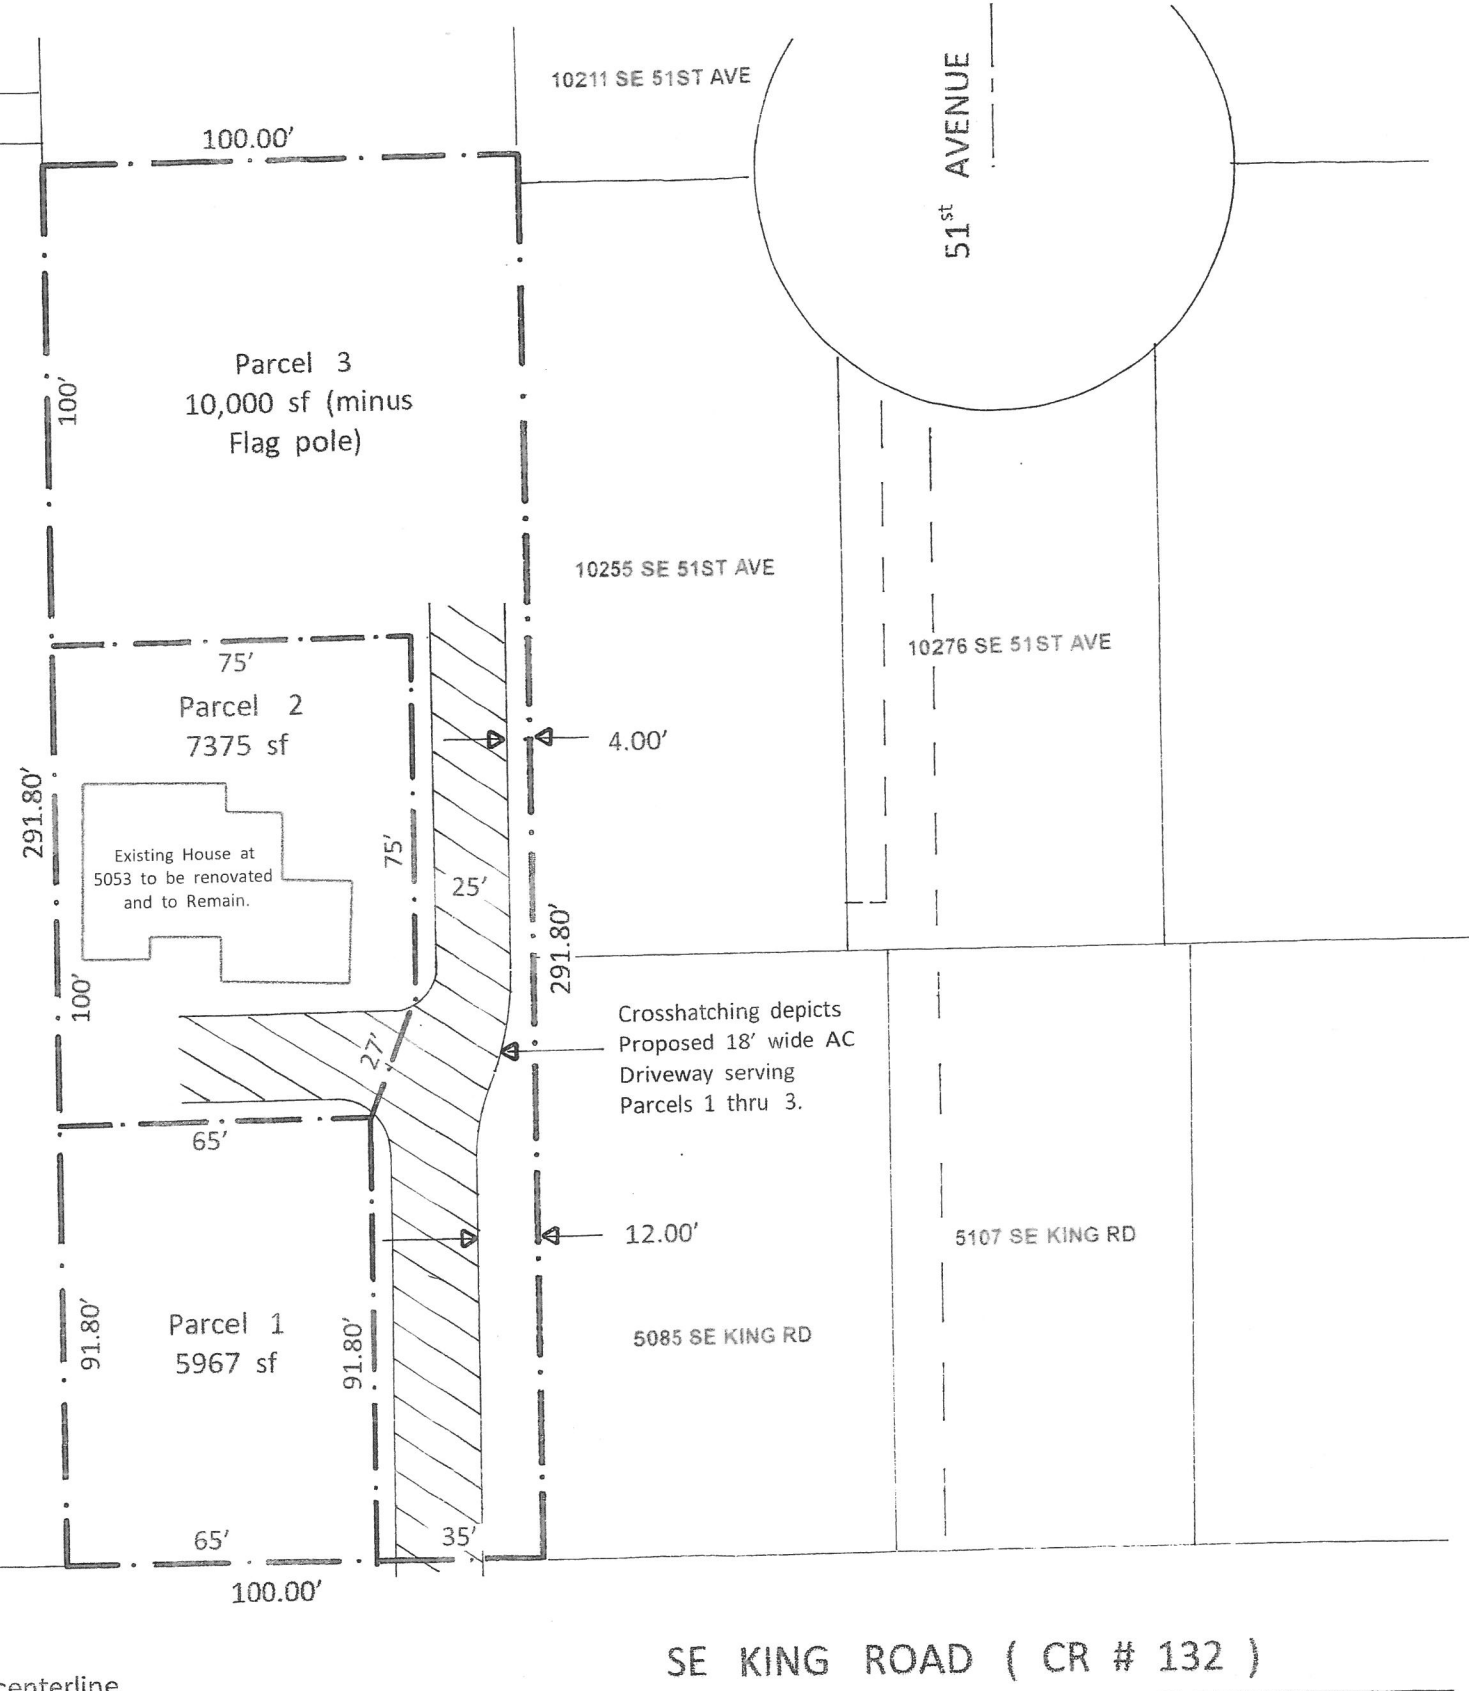 10211 SE 51ST AVE
51st AVENUE
100.00'
Parcel 3
10,000 sf (minus
Flag pole)
100'
10255 SE 51ST AVE
10276 SE 51ST AVE
75'
Parcel 2
7375 sf
4.00'
291.80'
75'
Existing House at
5053 to be renovated
and to Remain.
25'
291.80'
100'
27'
Crosshatching depicts
Proposed 18' wide AC
Driveway serving
Parcels 1 thru 3.
65'
12.00'
5107 SE KING RD
Parcel 1
5967 sf
91.80'
91.80'
5085 SE KING RD
65'
35'
100.00'
SE KING ROAD ( CR # 132 )
centerline